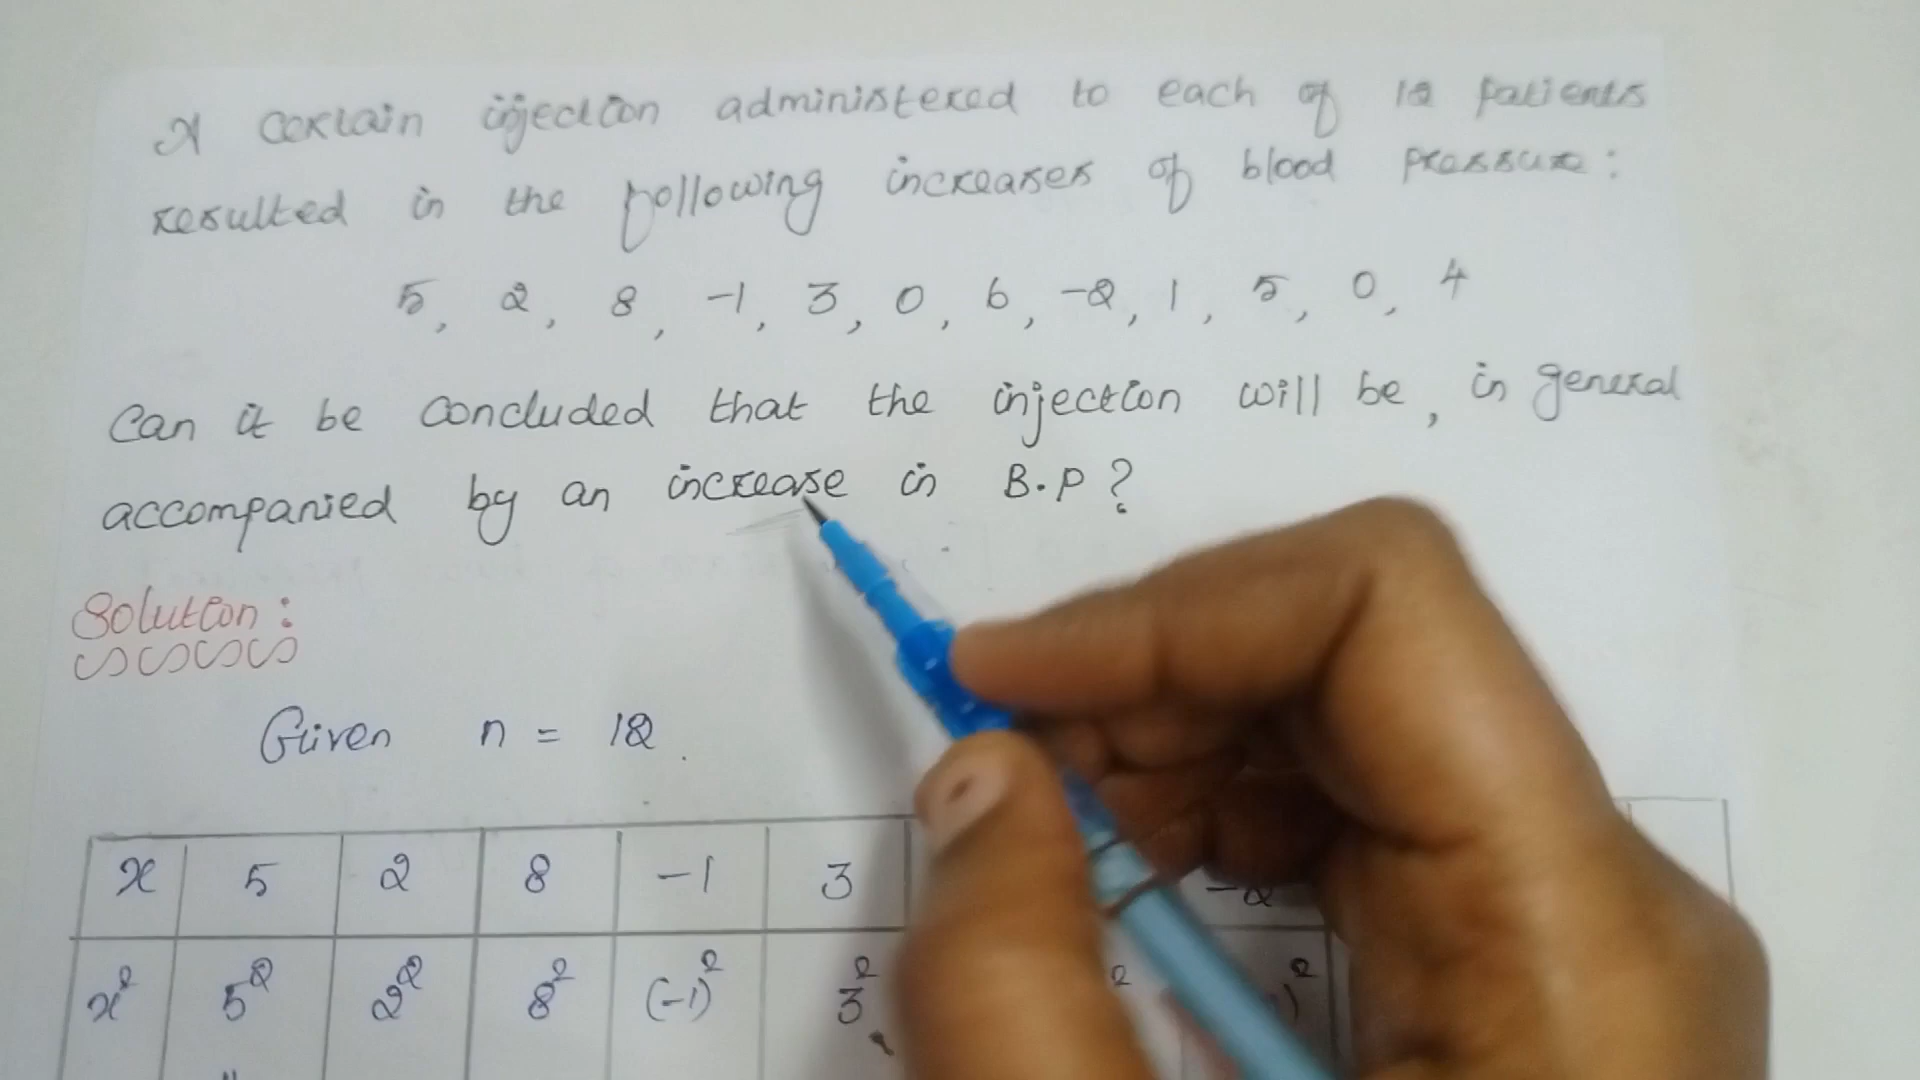 A certain injection administered to each of 12 patients
resulted in the following increases of blood pressure:
5, 2, 8, -1, 3, 0, 6, -2, 1, 5, 0, 4
Can it be concluded that the injection will be, in general
accompanied by an increase in B.P?
Solution:
Given n = 12.
x 5 2 8 -1 3 -2
x² 5² 2² 8² (-1)² 3² 2 )²